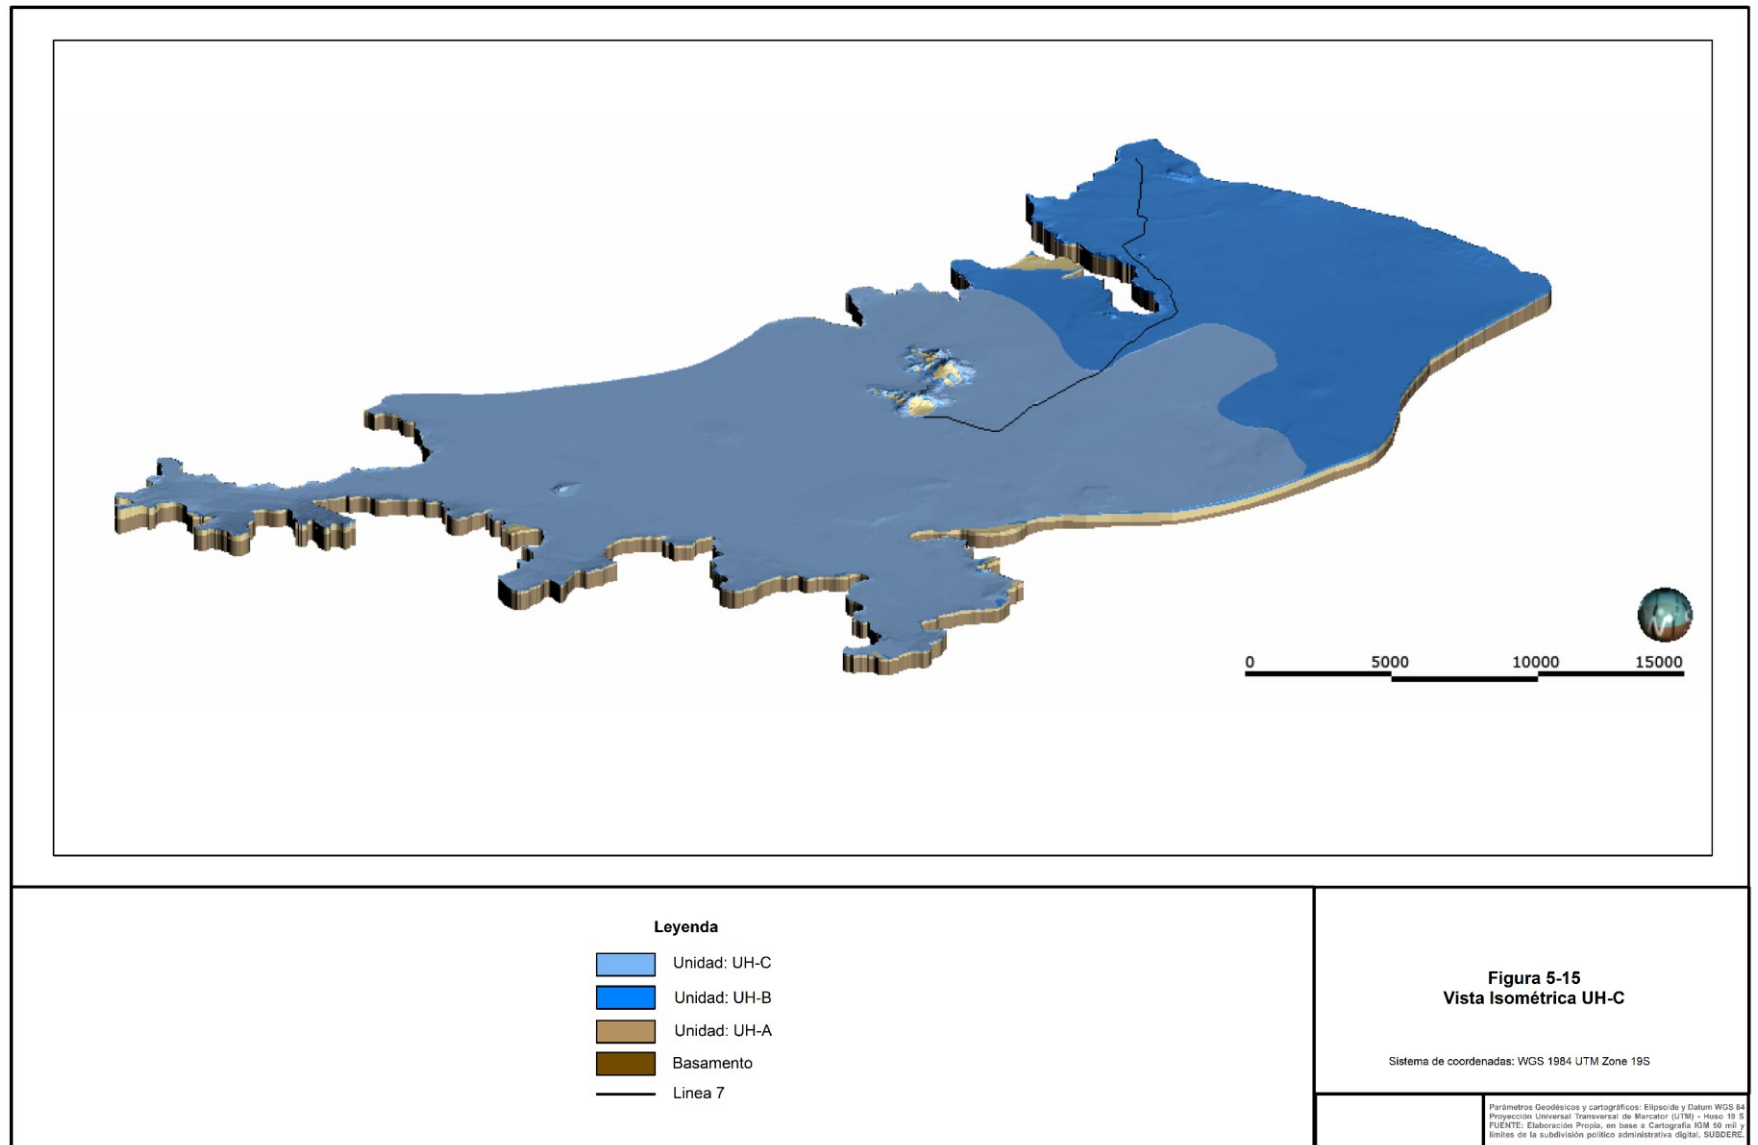 N
0 5000 10000 15000
Leyenda
Unidad: UH-C
Unidad: UH-B
Unidad: UH-A
Basamento
Linea 7
Figura 5-15
Vista Isométrica UH-C
Sistema de coordenadas: WGS 1984 UTM Zone 19S
Parámetros Geodésicos y cartográficos: Elipsoide y Datum WGS 84
Proyección Universal Transversal de Mercator (UTM) - Huso 19 S
FUENTE: Elaboración Propia, en base a Cartografía IGM 50 mil y
límites de la subdivisión político administrativa digital, SUBDERE.